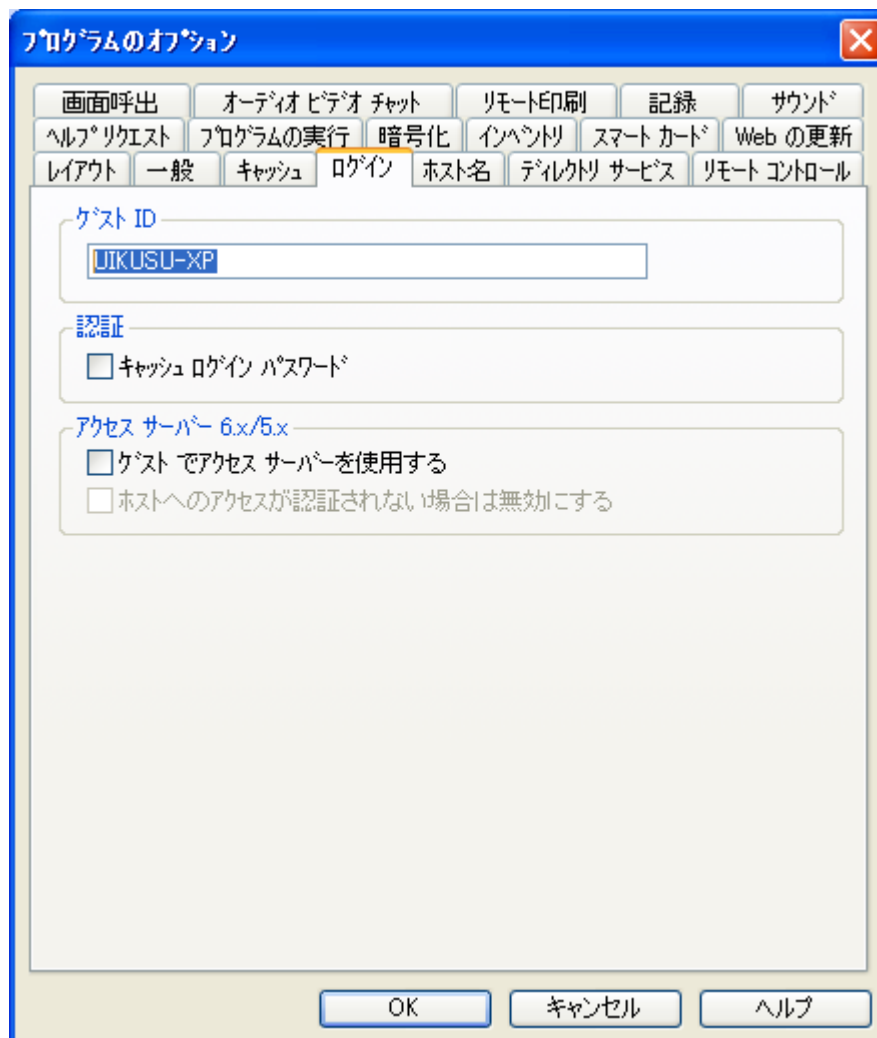 プログラムのオプション
画面呼出 オーディオ ビデオ チャット リモート印刷 記録 サウンド
ヘルプ リクエスト プログラムの実行 暗号化 インベントリ スマート カード Web の更新
レイアウト 一般 キャッシュ ログイン ホスト名 ディレクトリ サービス リモート コントロール
ゲスト ID
UIKUSU-XP
認証
キャッシュ ログイン パスワード
アクセス サーバー 6.x/5.x
ゲスト でアクセス サーバーを使用する
ホストへのアクセスが認証されない場合は無効にする
OK キャンセル ヘルプ